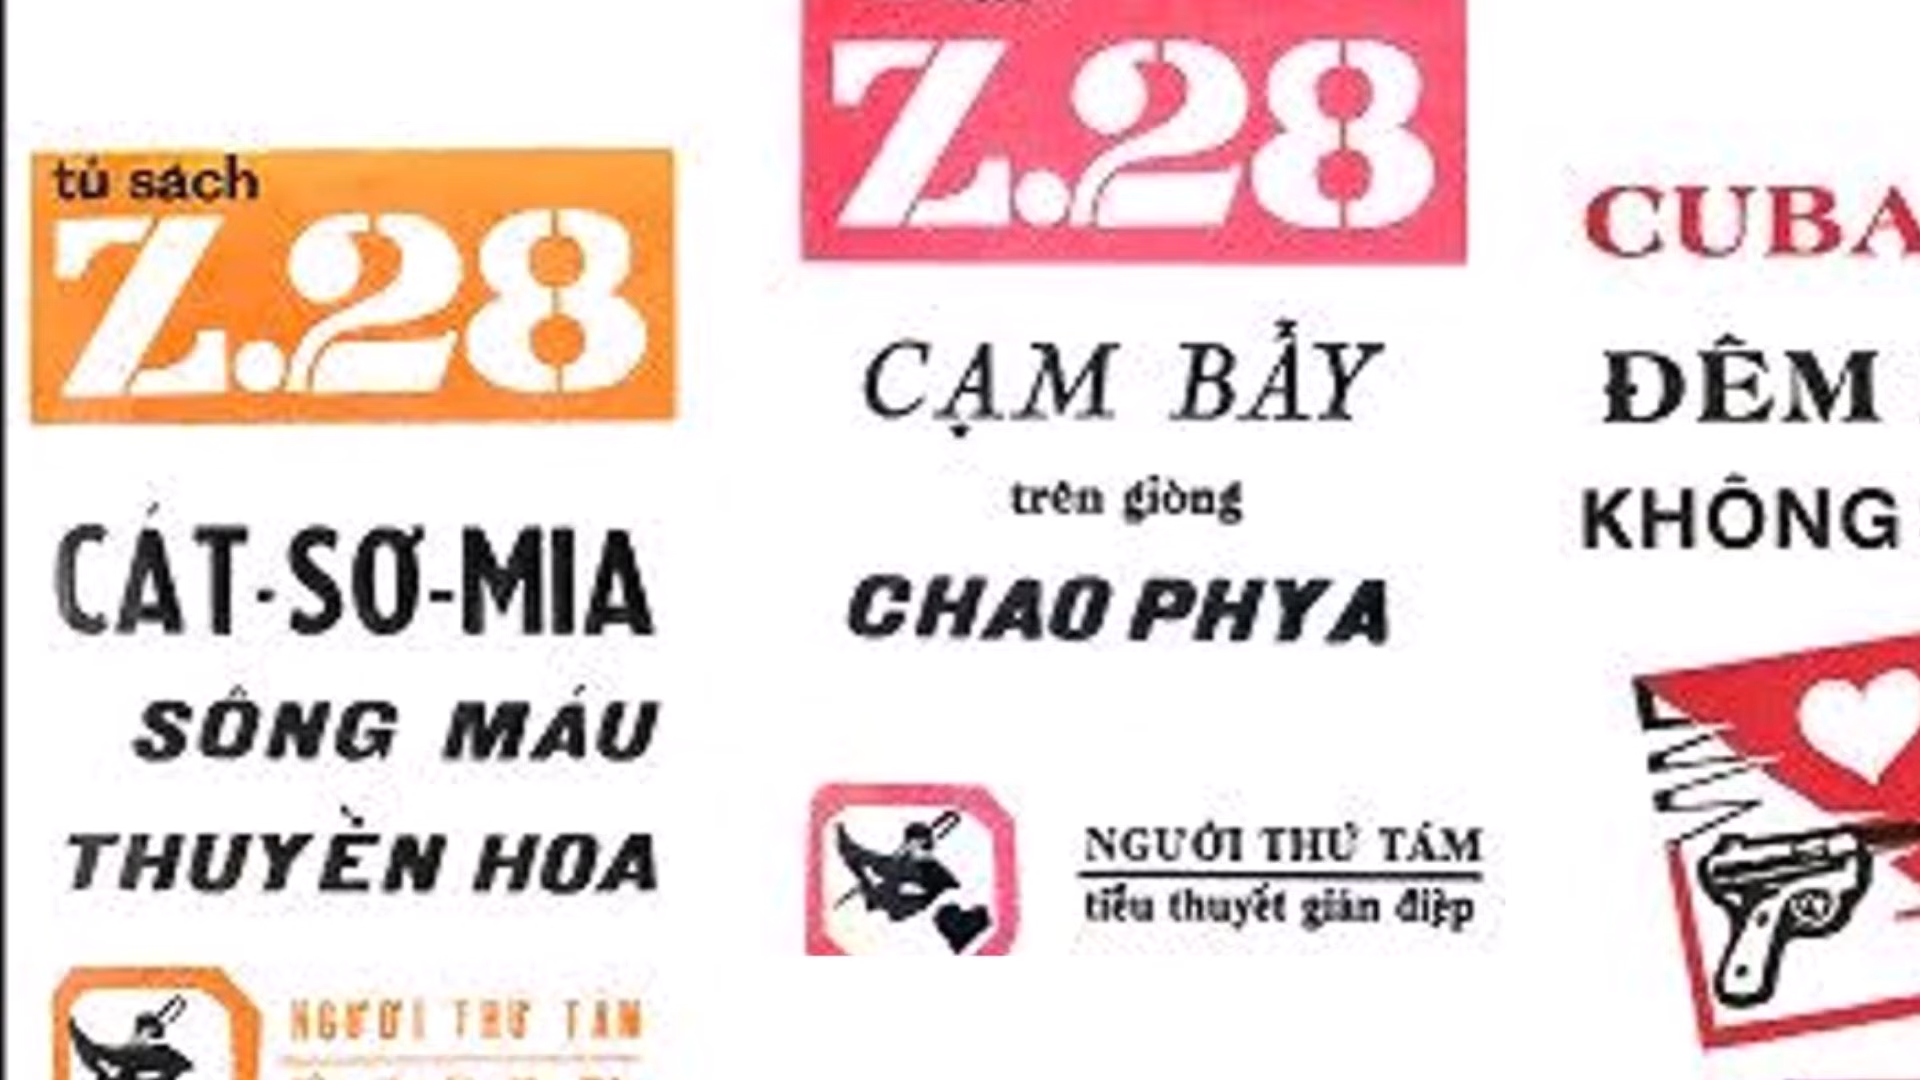 tủ sách
Z.28
CÁT-SƠ-MIA
SÔNG MÁU
THUYỀN HOA
NGƯỜI THỨ TÁM
Z.28
CẠM BẪY
trên giòng
CHAO PHYA
NGƯỜI THỨ TÁM
tiểu thuyết gián điệp
CUBA
ĐÊM
KHÔNG